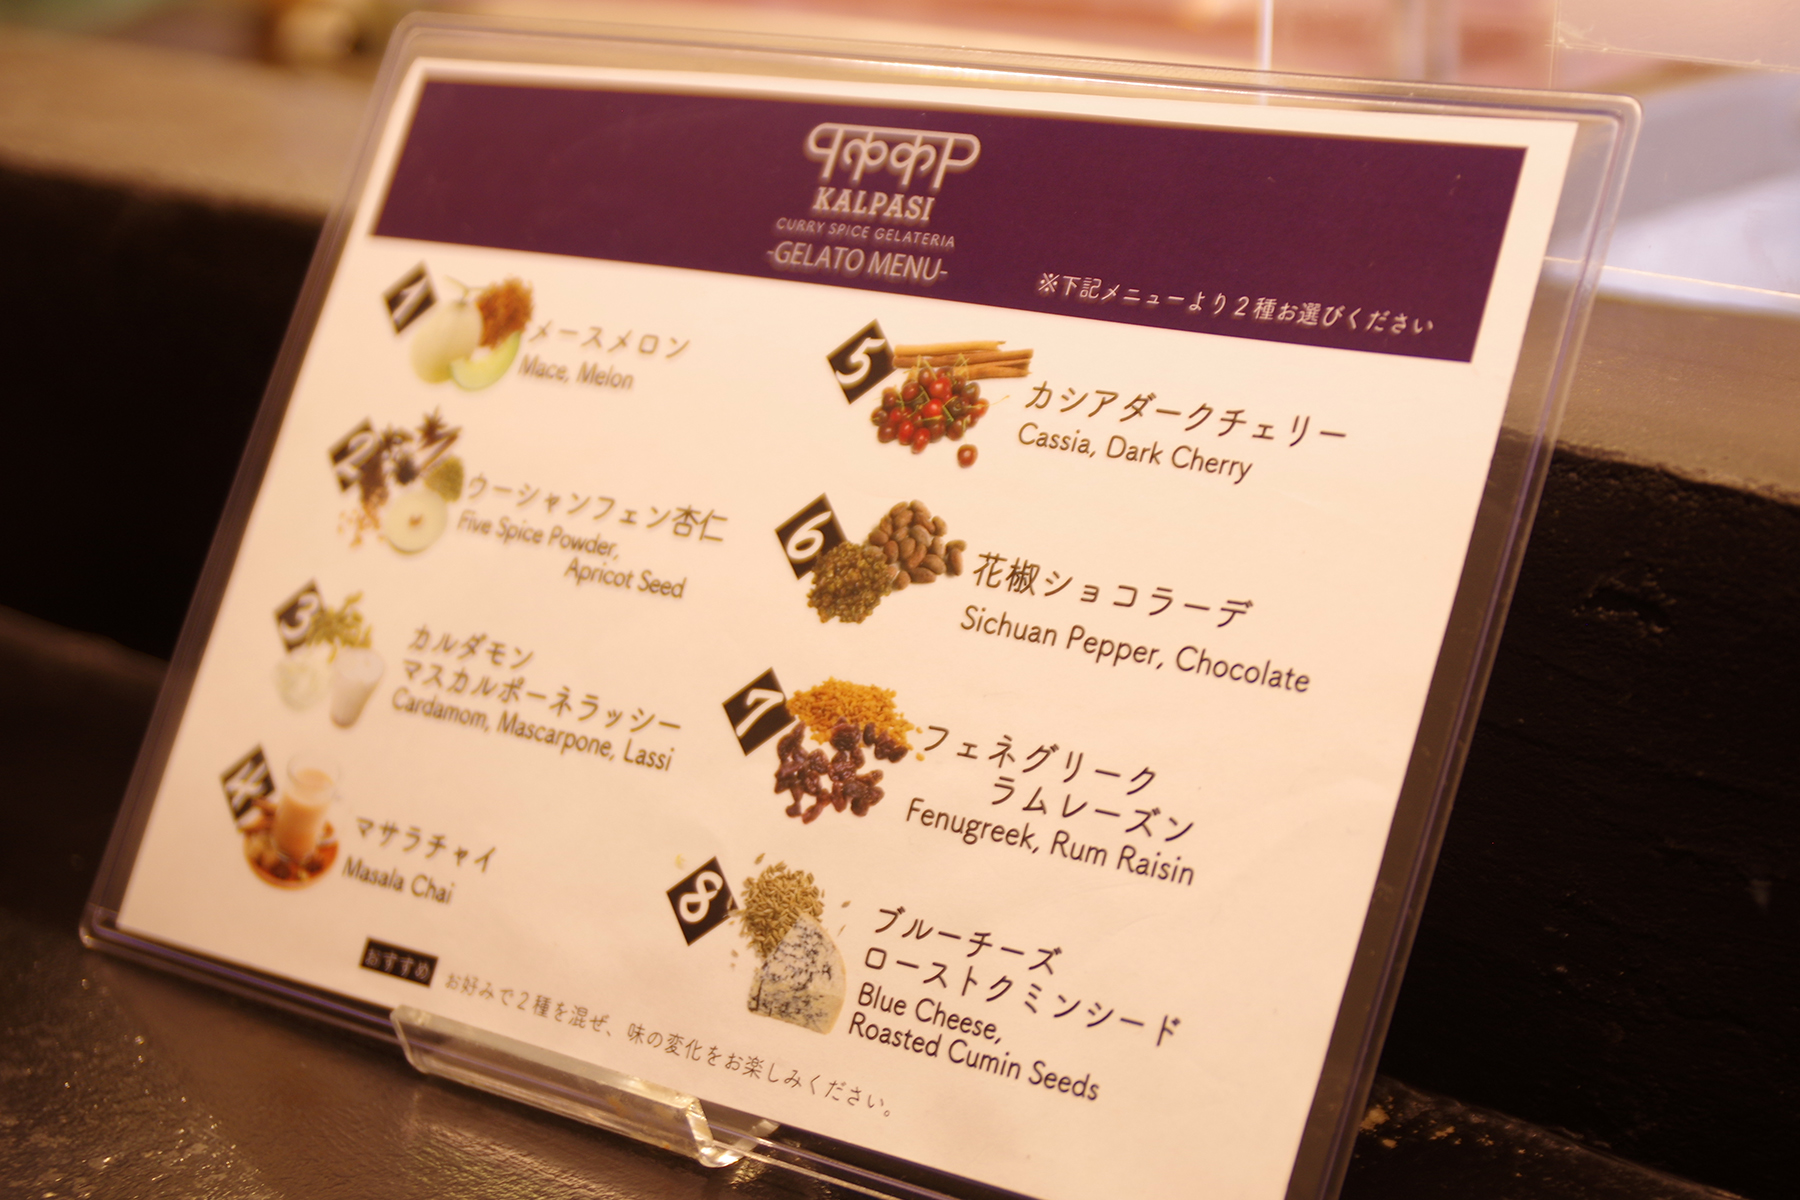 KALPASI
CURRY SPICE GELATERIA
-GELATO MENU-
※下記メニューより2種お選びください
1
メースメロン
Mace, Melon
2
ウーシャンフェン杏仁
Five Spice Powder,
Apricot Seed
3
カルダモン
マスカルポーネラッシー
Cardamom, Mascarpone, Lassi
4
マサラチャイ
Masala Chai
5
カシアダークチェリー
Cassia, Dark Cherry
6
花椒ショコラーデ
Sichuan Pepper, Chocolate
7
フェネグリーク
ラムレーズン
Fenugreek, Rum Raisin
8
ブルーチーズ
ローストクミンシード
Blue Cheese,
Roasted Cumin Seeds
おすすめ
お好みで2種を混ぜ、味の変化をお楽しみください。